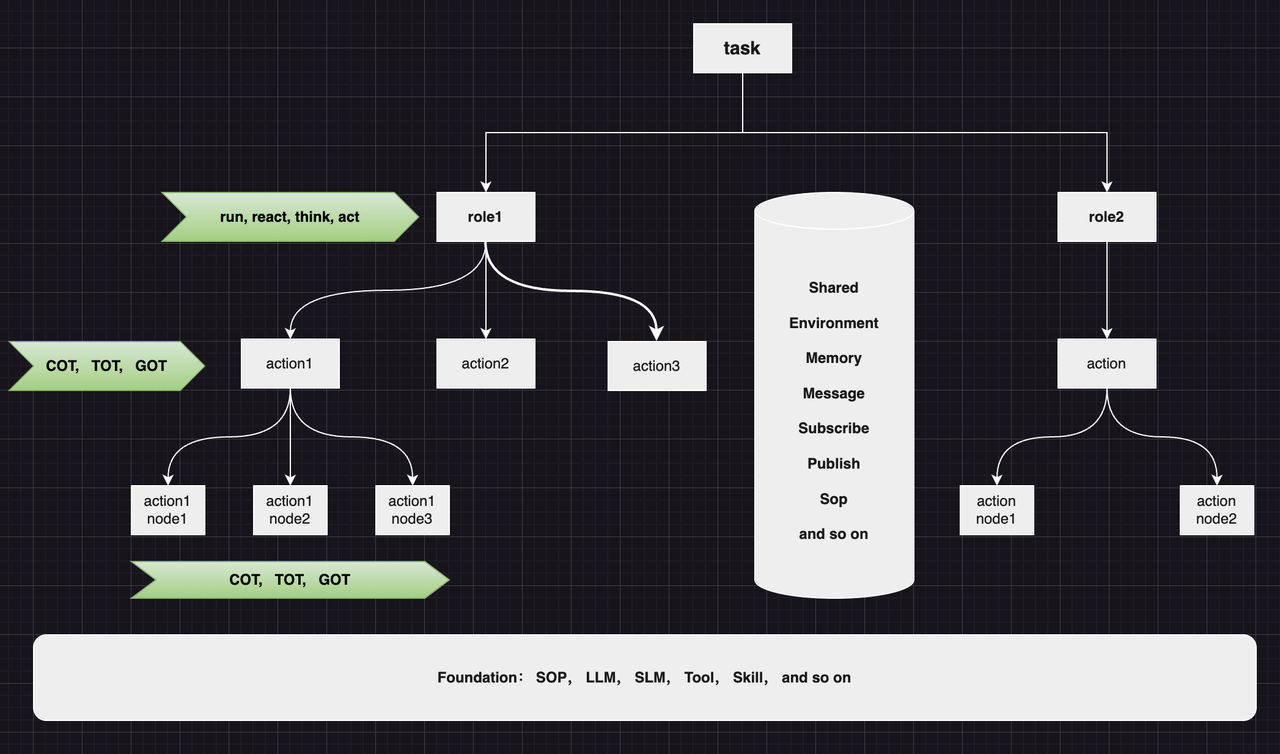 task
run, react, think, act
role1
role2
Shared
Environment
Memory
Message
Subscribe
Publish
Sop
and so on
COT， TOT， GOT
action1
action2
action3
action
action1
node1
action1
node2
action1
node3
action
node1
action
node2
COT， TOT， GOT
Foundation： SOP， LLM， SLM， Tool， Skill， and so on